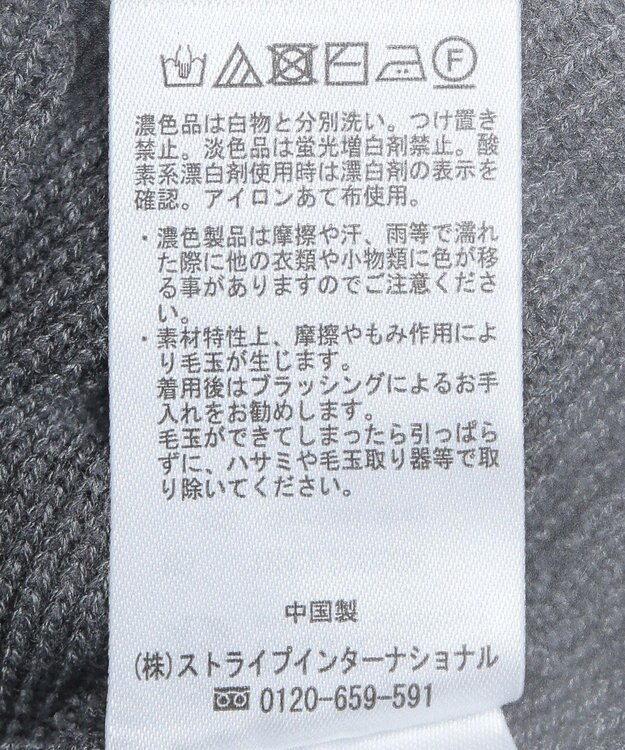 F
濃色品は白物と分別洗い。つけ置き
禁止。淡色品は蛍光増白剤禁止。酸
素系漂白剤使用時は漂白剤の表示を
確認。アイロンあて布使用。
・濃色製品は摩擦や汗、雨等で濡れ
た際に他の衣類や小物類に色が移
る事がありますのでご注意くださ
い。
・素材特性上、摩擦やもみ作用によ
り毛玉が生じます。
着用後はブラッシングによるお手
入れをお勧めします。
毛玉ができてしまったら引っぱら
ずに、ハサミや毛玉取り器等で取
り除いてください。
中国製
(株)ストライプインターナショナル
0120-659-591